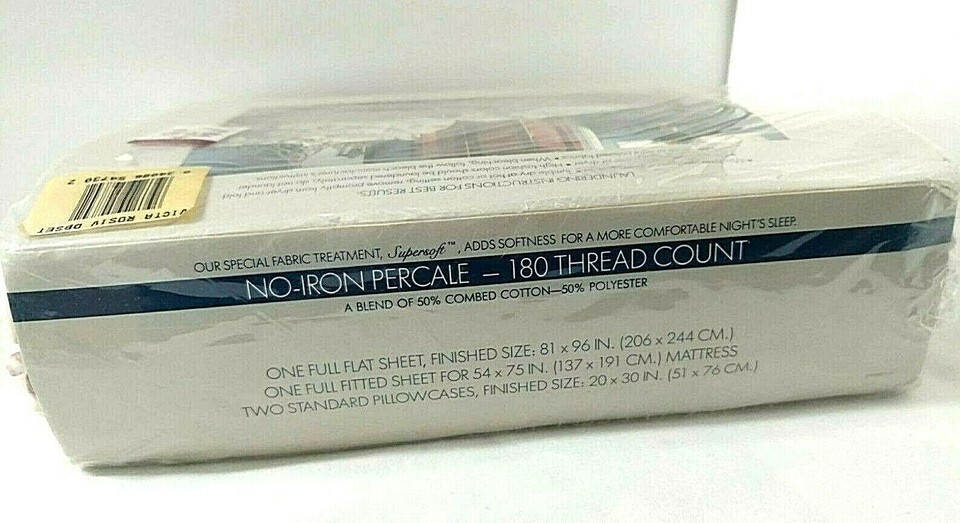 OUR SPECIAL FABRIC TREATMENT, Supersoft™, ADDS SOFTNESS FOR A MORE COMFORTABLE NIGHT'S SLEEP.
NO-IRON PERCALE — 180 THREAD COUNT
A BLEND OF 50% COMBED COTTON—50% POLYESTER
ONE FULL FLAT SHEET, FINISHED SIZE: 81 x 96 IN. (206 x 244 CM.)
ONE FULL FITTED SHEET FOR 54 x 75 IN. (137 x 191 CM.) MATTRESS
TWO STANDARD PILLOWCASES, FINISHED SIZE: 20 x 30 IN. (51 x 76 CM.)
VICTA ROSIV DBSET
LAUNDERING INSTRUCTIONS FOR BEST RESULTS: